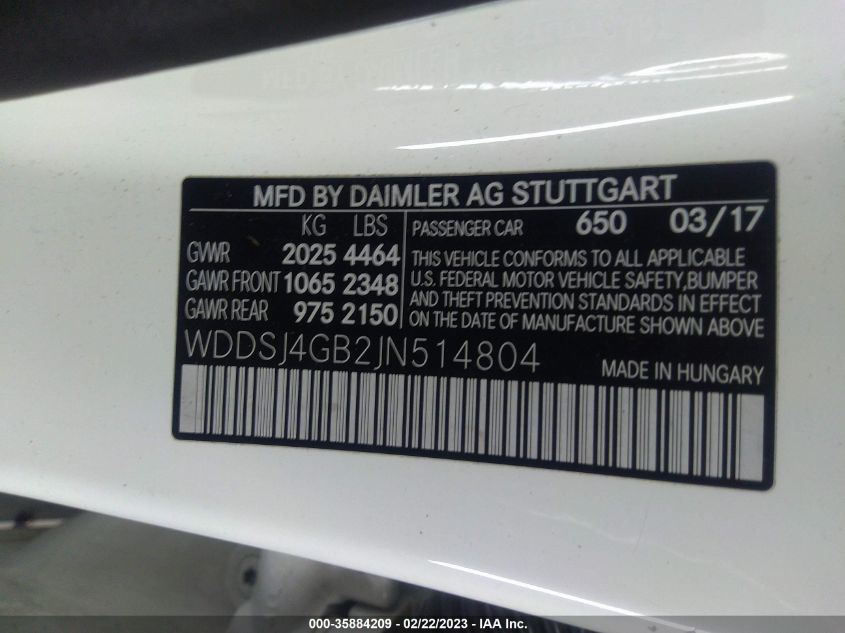 MFD BY DAIMLER AG STUTTGART
KG LBS
GVWR 2025 4464
GAWR FRONT 1065 2348
GAWR REAR 975 2150
PASSENGER CAR 650 03/17
THIS VEHICLE CONFORMS TO ALL APPLICABLE
U.S. FEDERAL MOTOR VEHICLE SAFETY,BUMPER
AND THEFT PREVENTION STANDARDS IN EFFECT
ON THE DATE OF MANUFACTURE SHOWN ABOVE
WDDSJ4GB2JN514804
MADE IN HUNGARY
000-35884209 - 02/22/2023 - IAA Inc.